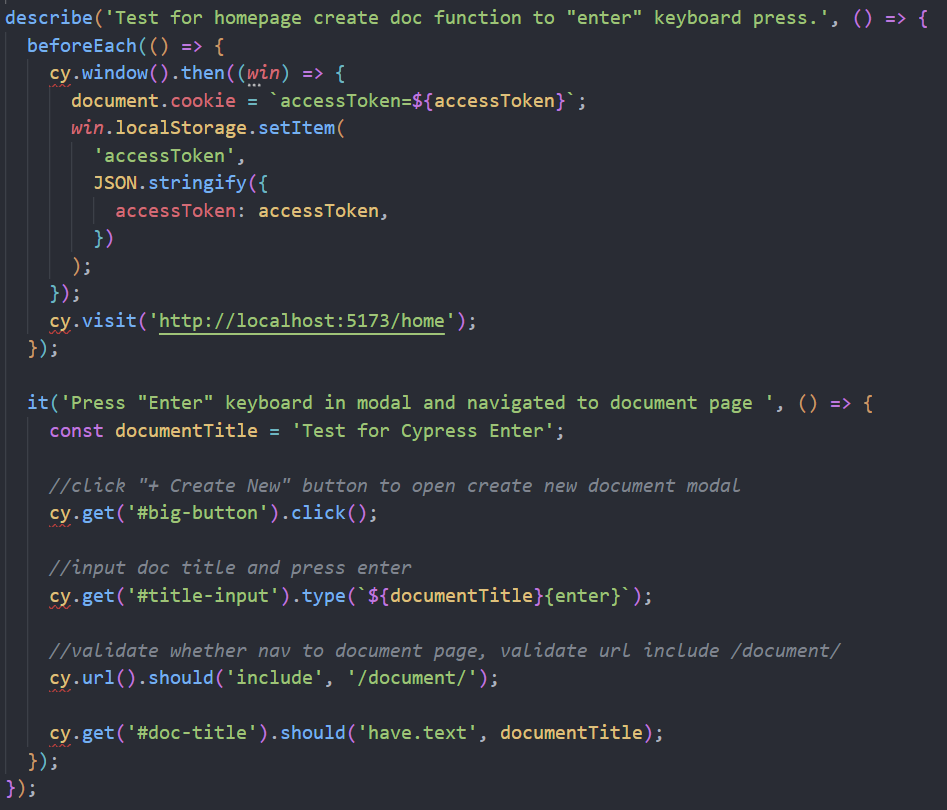 describe('Test for homepage create doc function to "enter" keyboard press.', () => {
  beforeEach(() => {
    cy.window().then((win) => {
      document.cookie = `accessToken=${accessToken}`;
      win.localStorage.setItem(
        'accessToken',
        JSON.stringify({
          accessToken: accessToken,
        })
      );
    });
    cy.visit('http://localhost:5173/home');
  });

  it('Press "Enter" keyboard in modal and navigated to document page ', () => {
    const documentTitle = 'Test for Cypress Enter';

    //click "+ Create New" button to open create new document modal
    cy.get('#big-button').click();

    //input doc title and press enter
    cy.get('#title-input').type(`${documentTitle}{enter}`);

    //validate whether nav to document page, validate url include /document/
    cy.url().should('include', '/document/');

    cy.get('#doc-title').should('have.text', documentTitle);
  });
});